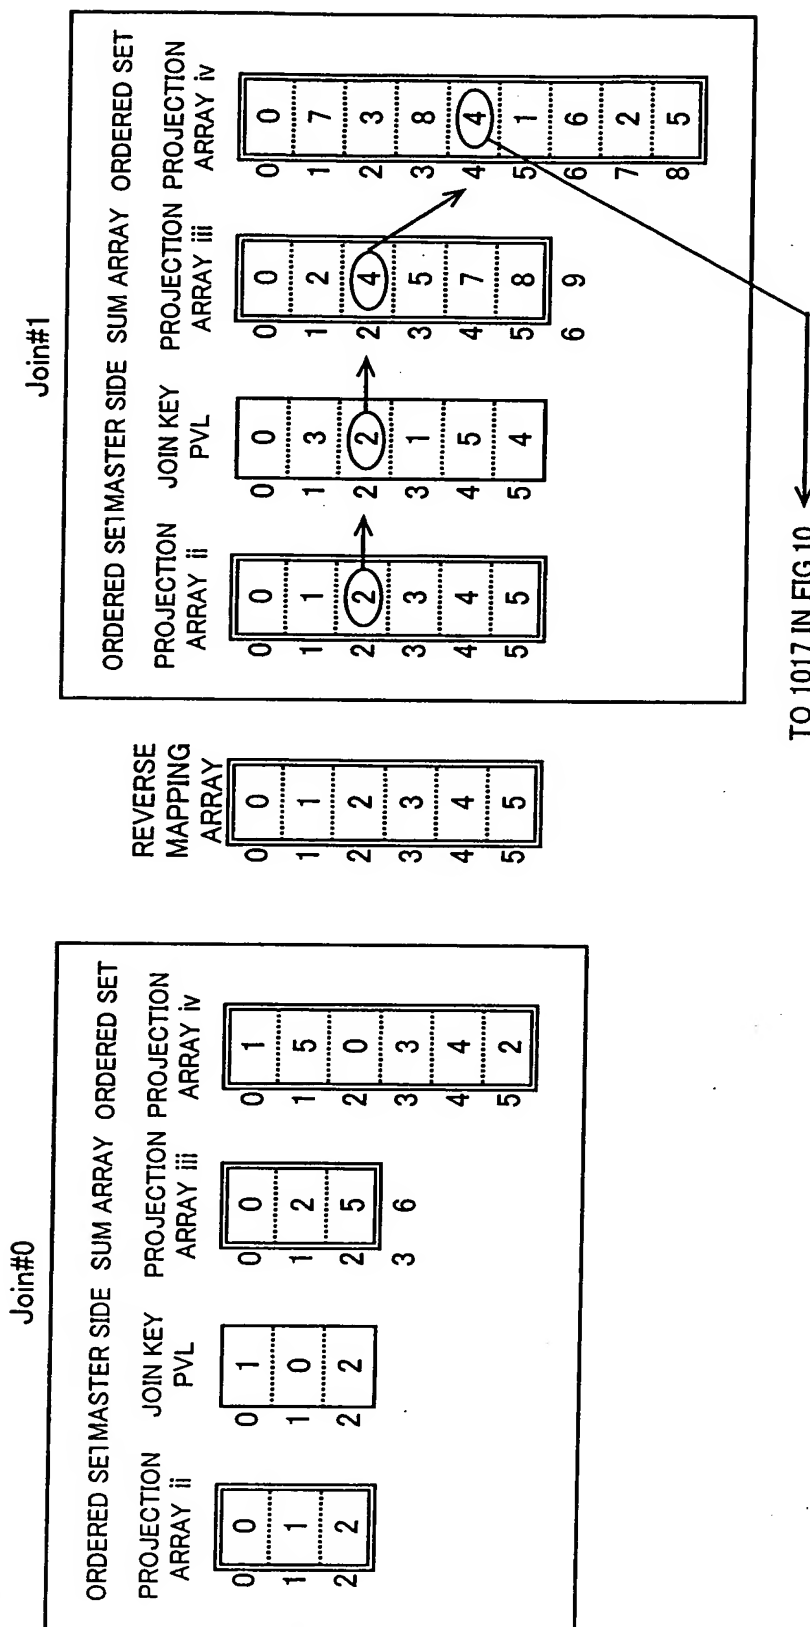 Join#0
ORDERED SET MASTER SIDE SUM ARRAY ORDERED SET
PROJECTION JOIN KEY PROJECTION PROJECTION
ARRAY ii PVL ARRAY iii ARRAY iv
0 0 0 1 0 0 0 1
1 1 1 0 1 2 1 5
2 2 2 2 2 5 2 0
3 6 3 3
4 4
5 2
REVERSE
MAPPING
ARRAY
0 0
1 1
2 2
3 3
4 4
5 5
Join#1
ORDERED SET MASTER SIDE SUM ARRAY ORDERED SET
PROJECTION JOIN KEY PROJECTION PROJECTION
ARRAY ii PVL ARRAY iii ARRAY iv
0 0 0 0 0 0 0 0
1 1 1 3 1 2 1 7
2 2 2 2 2 4 2 3
3 3 3 1 3 5 3 8
4 4 4 5 4 7 4 4
5 5 5 4 5 8 5 1
6 9 6 6
7 2
8 5
TO 1017 IN FIG.10